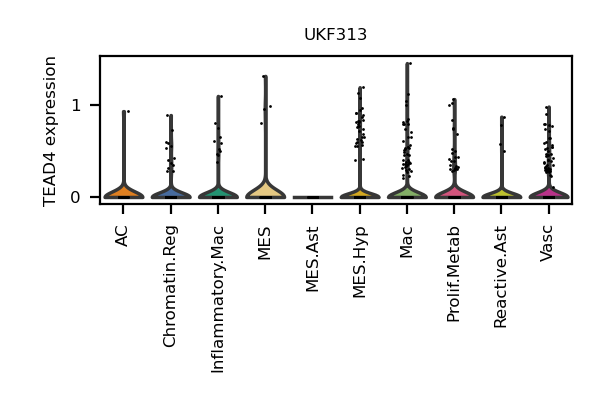 UKF313
TEAD4 expression
1
0
AC
Chromatin.Reg
Inflammatory.Mac
MES
MES.Ast
MES.Hyp
Mac
Prolif.Metab
Reactive.Ast
Vasc